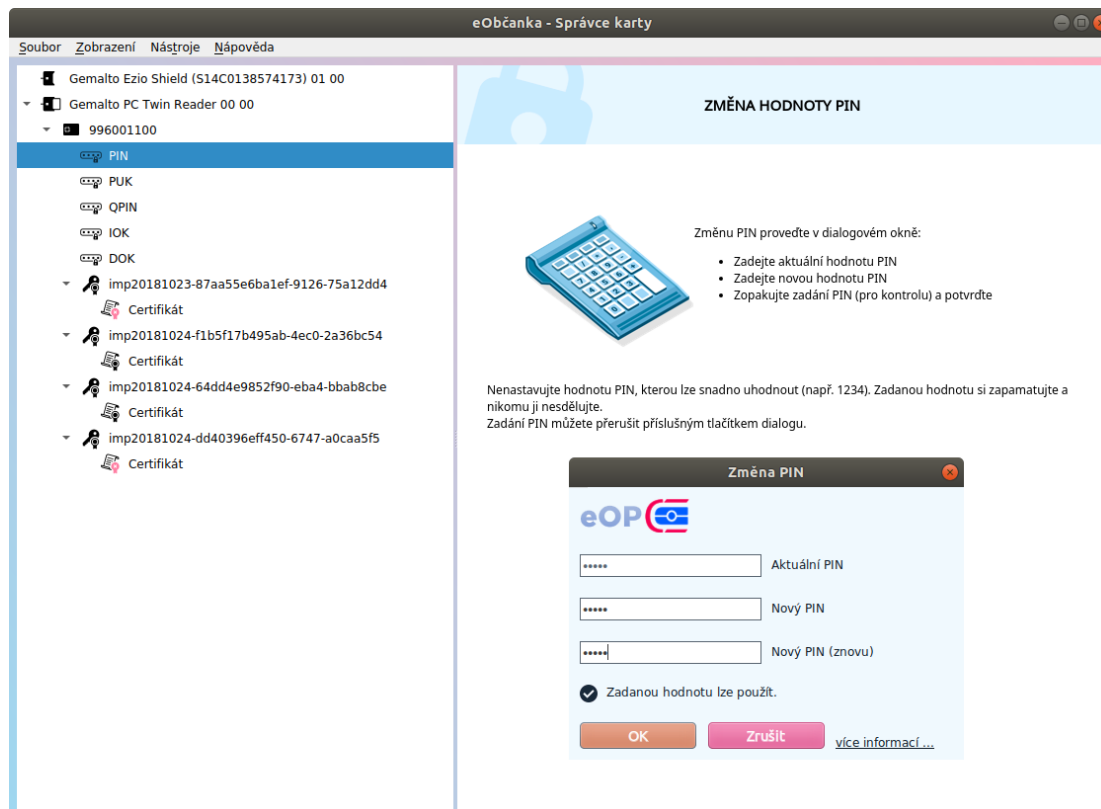 eObčanka - Správce karty
Soubor Zobrazení Nástroje Nápověda
Gemalto Ezio Shield (S14C0138574173) 01 00
Gemalto PC Twin Reader 00 00
996001100
PIN
PUK
QPIN
IOK
DOK
imp20181023-87aa55e6ba1ef-9126-75a12dd4
Certifikát
imp20181024-f1b5f17b495ab-4ec0-2a36bc54
Certifikát
imp20181024-64dd4e9852f90-eba4-bbab8cbe
Certifikát
imp20181024-dd40396eff450-6747-a0caa5f5
Certifikát
ZMĚNA HODNOTY PIN
Změnu PIN proveďte v dialogovém okně:
• Zadejte aktuální hodnotu PIN
• Zadejte novou hodnotu PIN
• Zopakujte zadání PIN (pro kontrolu) a potvrďte
Nenastavujte hodnotu PIN, kterou lze snadno uhodnout (např. 1234). Zadanou hodnotu si zapamatujte a
nikomu ji nesdělujte.
Zadání PIN můžete přerušit příslušným tlačítkem dialogu.
Změna PIN
eOP
••••• Aktuální PIN
••••• Nový PIN
••••• Nový PIN (znovu)
Zadanou hodnotu lze použít.
OK Zrušit více informací ...